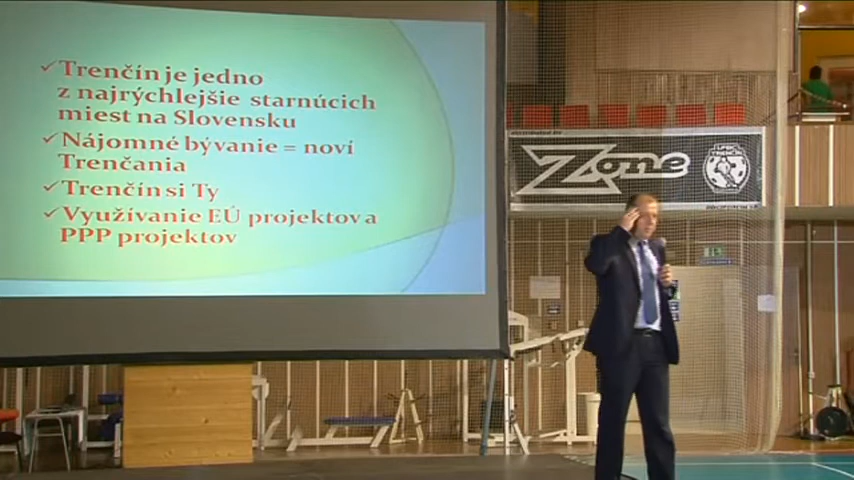 ✓Trenčín je jedno
z najrýchlejšie starnúcich
miest na Slovensku
✓Nájomné bývanie = noví
Trenčania
✓Trenčín si Ty
✓Využívanie EÚ projektov a
PPP projektov
Zone
TRENČÍN